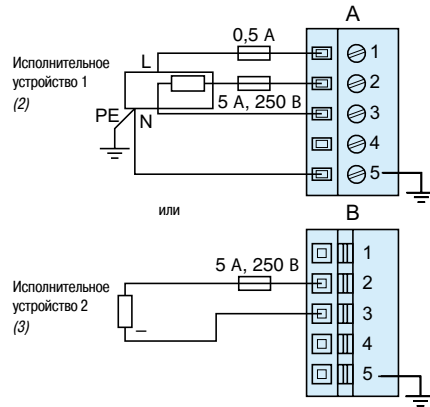 A
0,5 A
1
Исполнительное
устройство 1
(2)
L
2
5 А, 250 В
3
PE
N
4
5
или
B
1
5 А, 250 В
2
Исполнительное
устройство 2
(3)
3
–
4
5